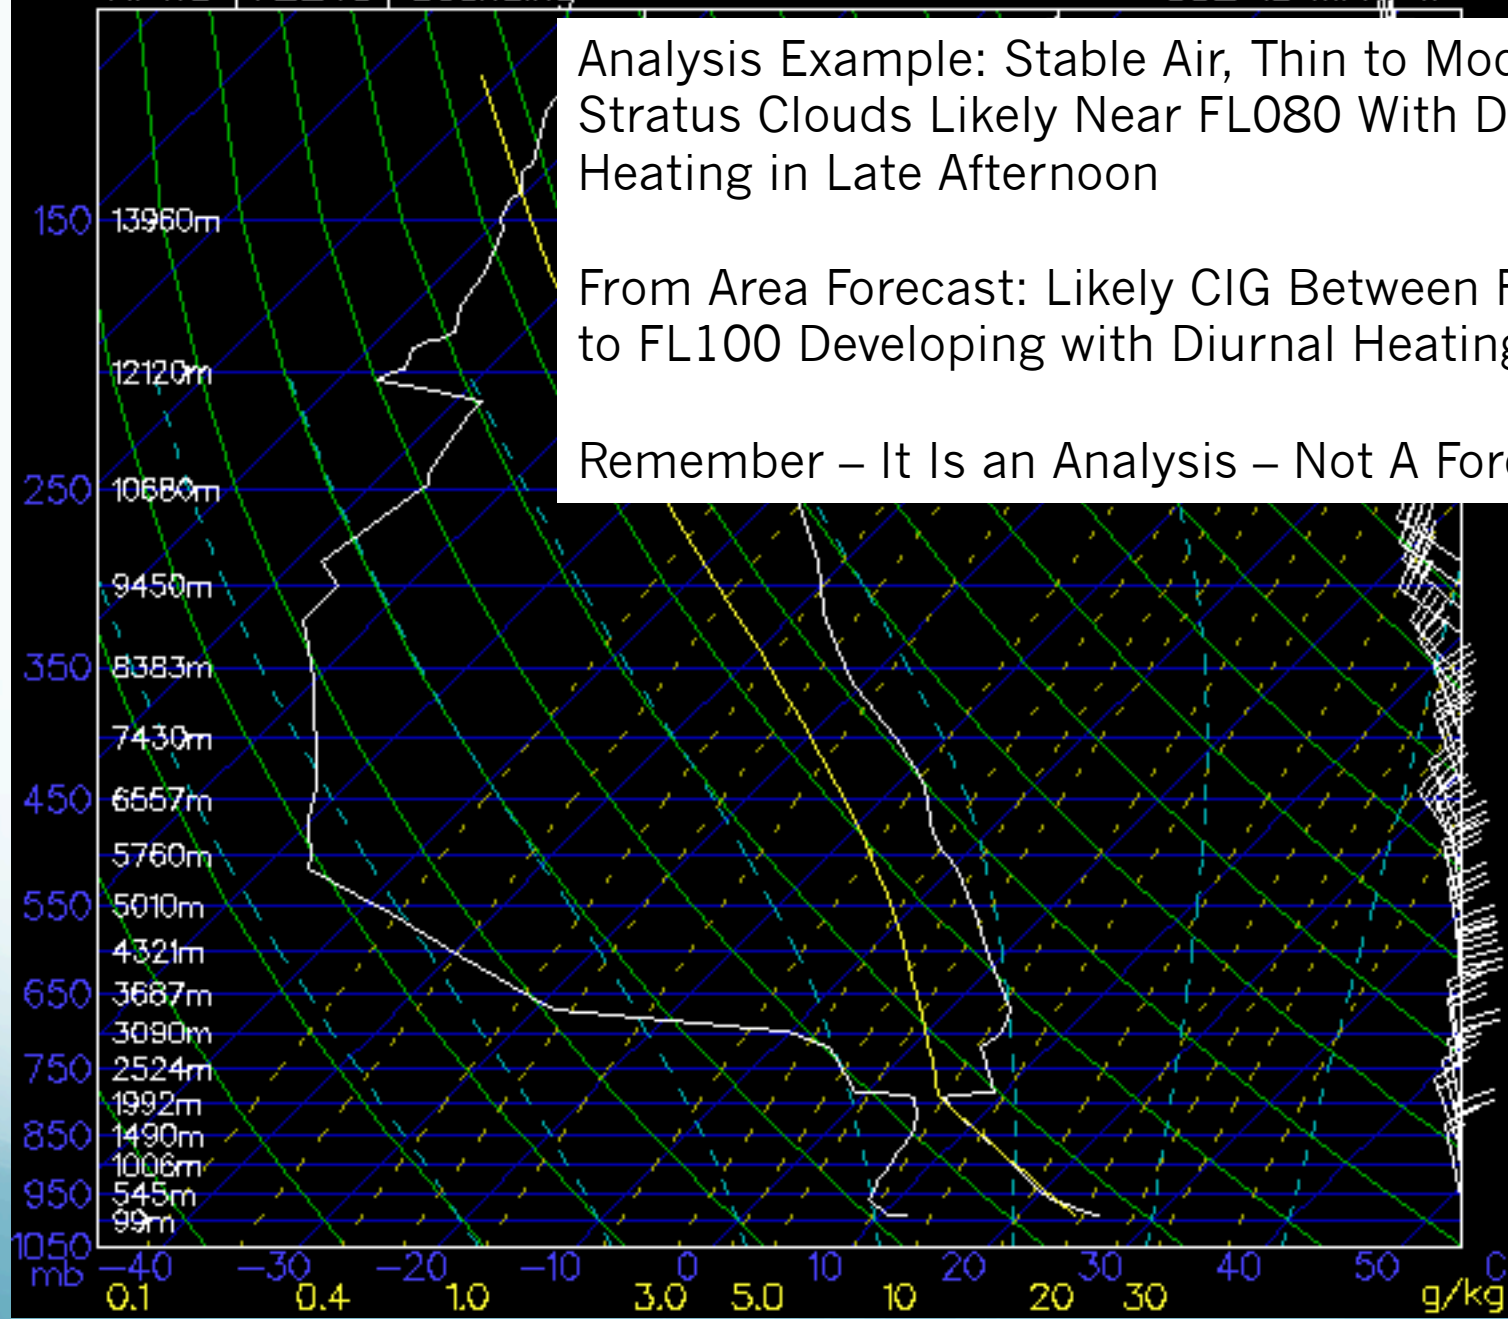 Analysis Example: Stable Air, Thin to Mod
Stratus Clouds Likely Near FL080 With D
Heating in Late Afternoon
From Area Forecast: Likely CIG Between F
to FL100 Developing with Diurnal Heating
Remember – It Is an Analysis – Not A Fore
150 13960m
12120m
250 10680m
9450m
350 8383m
7430m
450 6557m
5760m
550 5010m
4321m
650 3687m
3090m
750 2524m
1992m
850 1490m
1006m
950 545m
99m
1050
mb -40 -30 -20 -10 0 10 20 30 40 50 C
0.1 0.4 1.0 3.0 5.0 10 20 30 g/kg